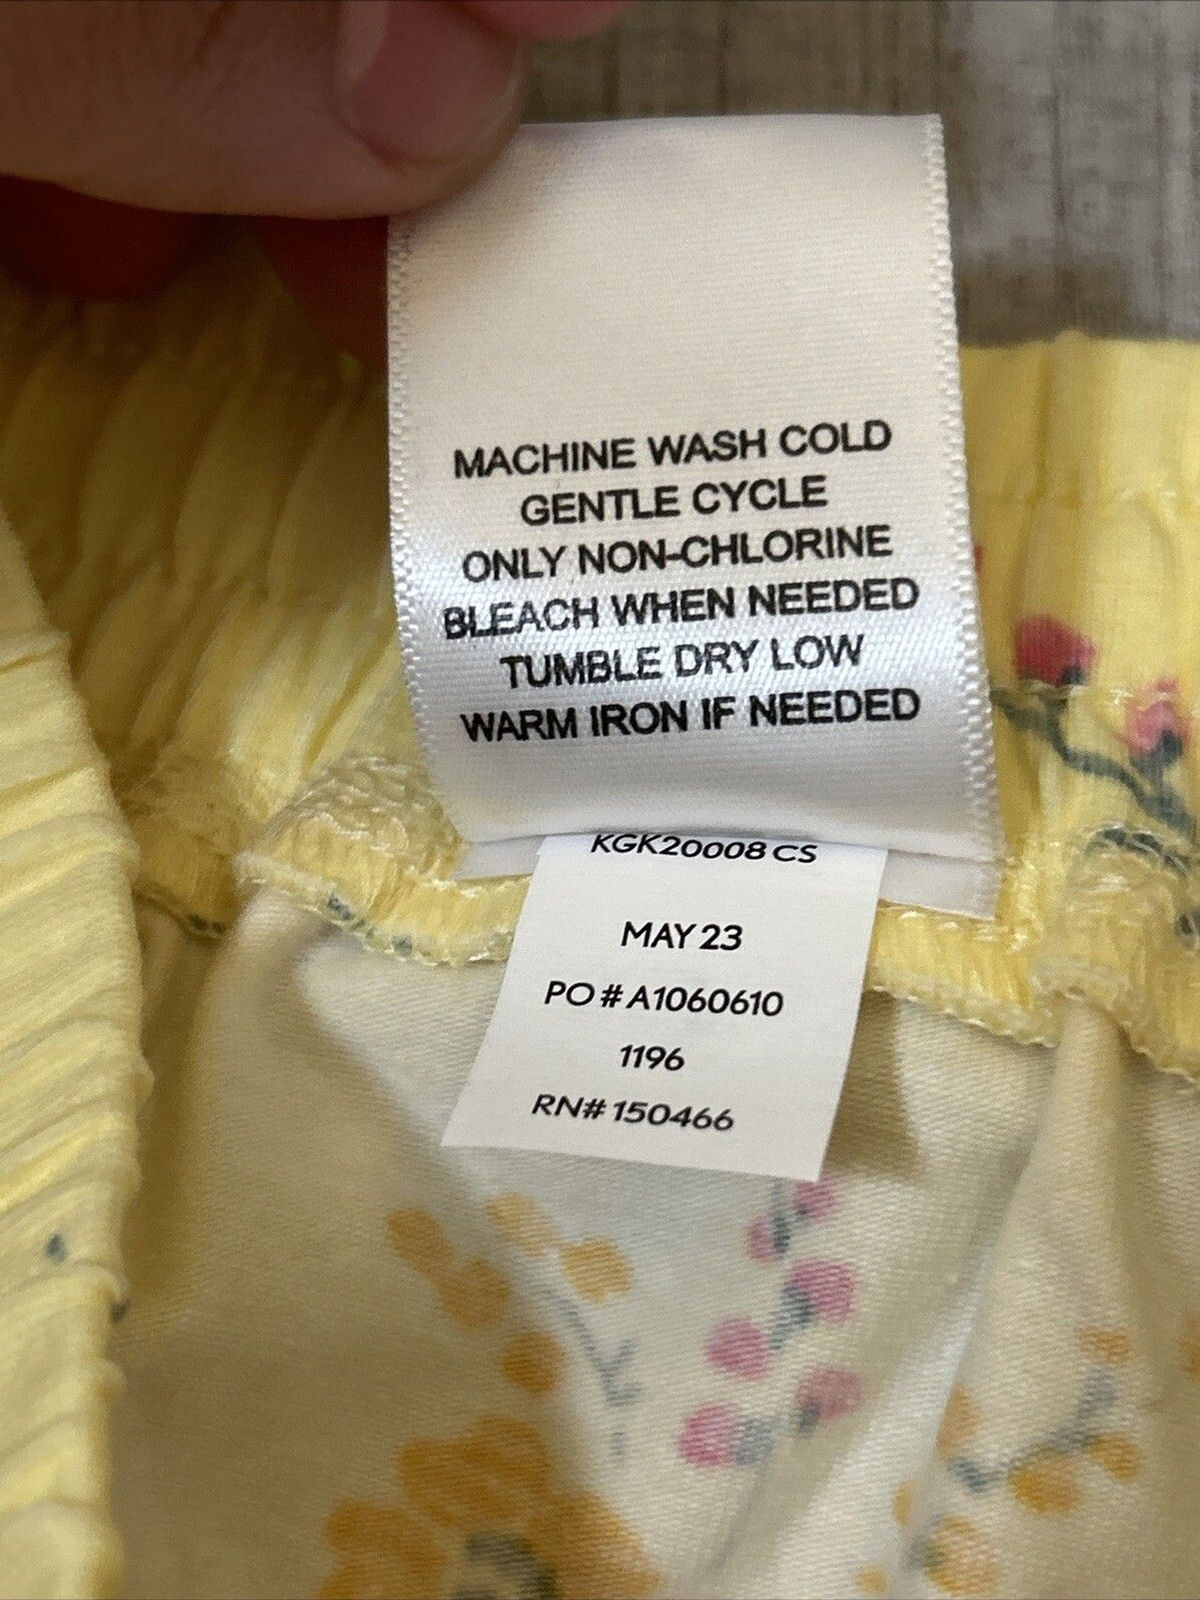 MACHINE WASH COLD
GENTLE CYCLE
ONLY NON-CHLORINE
BLEACH WHEN NEEDED
TUMBLE DRY LOW
WARM IRON IF NEEDED
KGK20008 CS
MAY 23
PO # A1060610
1196
RN# 150466